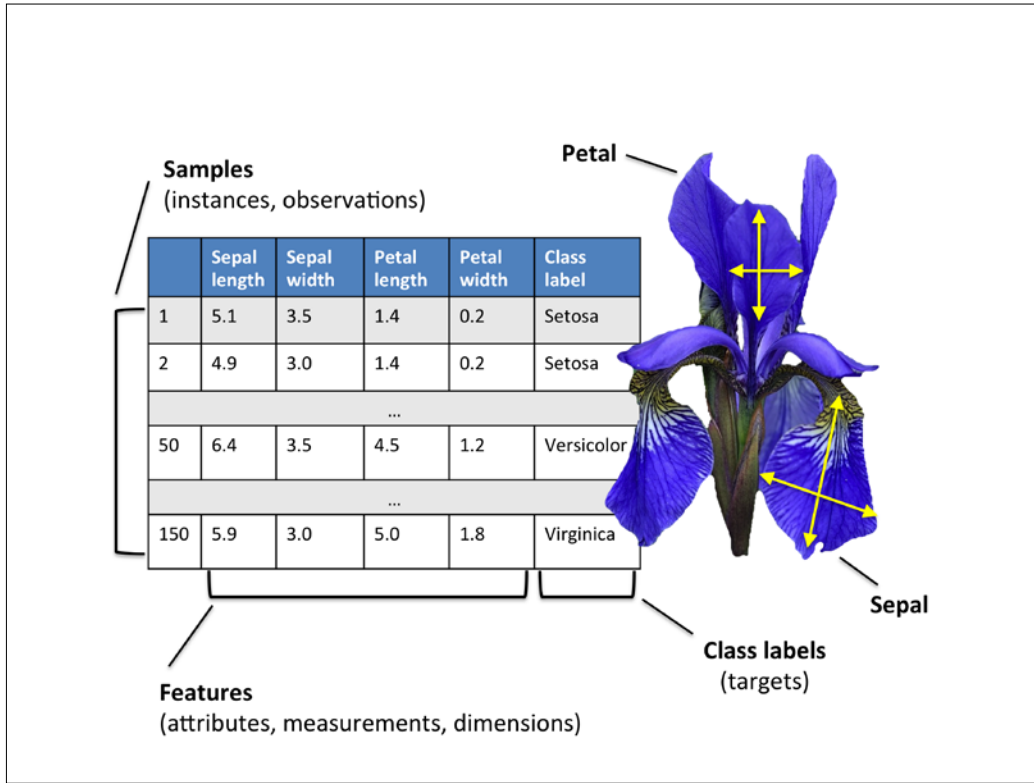 Samples
(instances, observations)
Petal
Sepal length Sepal width Petal length Petal width Class label
1 5.1 3.5 1.4 0.2 Setosa
2 4.9 3.0 1.4 0.2 Setosa
...
50 6.4 3.5 4.5 1.2 Versicolor
...
150 5.9 3.0 5.0 1.8 Virginica
Sepal
Class labels
(targets)
Features
(attributes, measurements, dimensions)